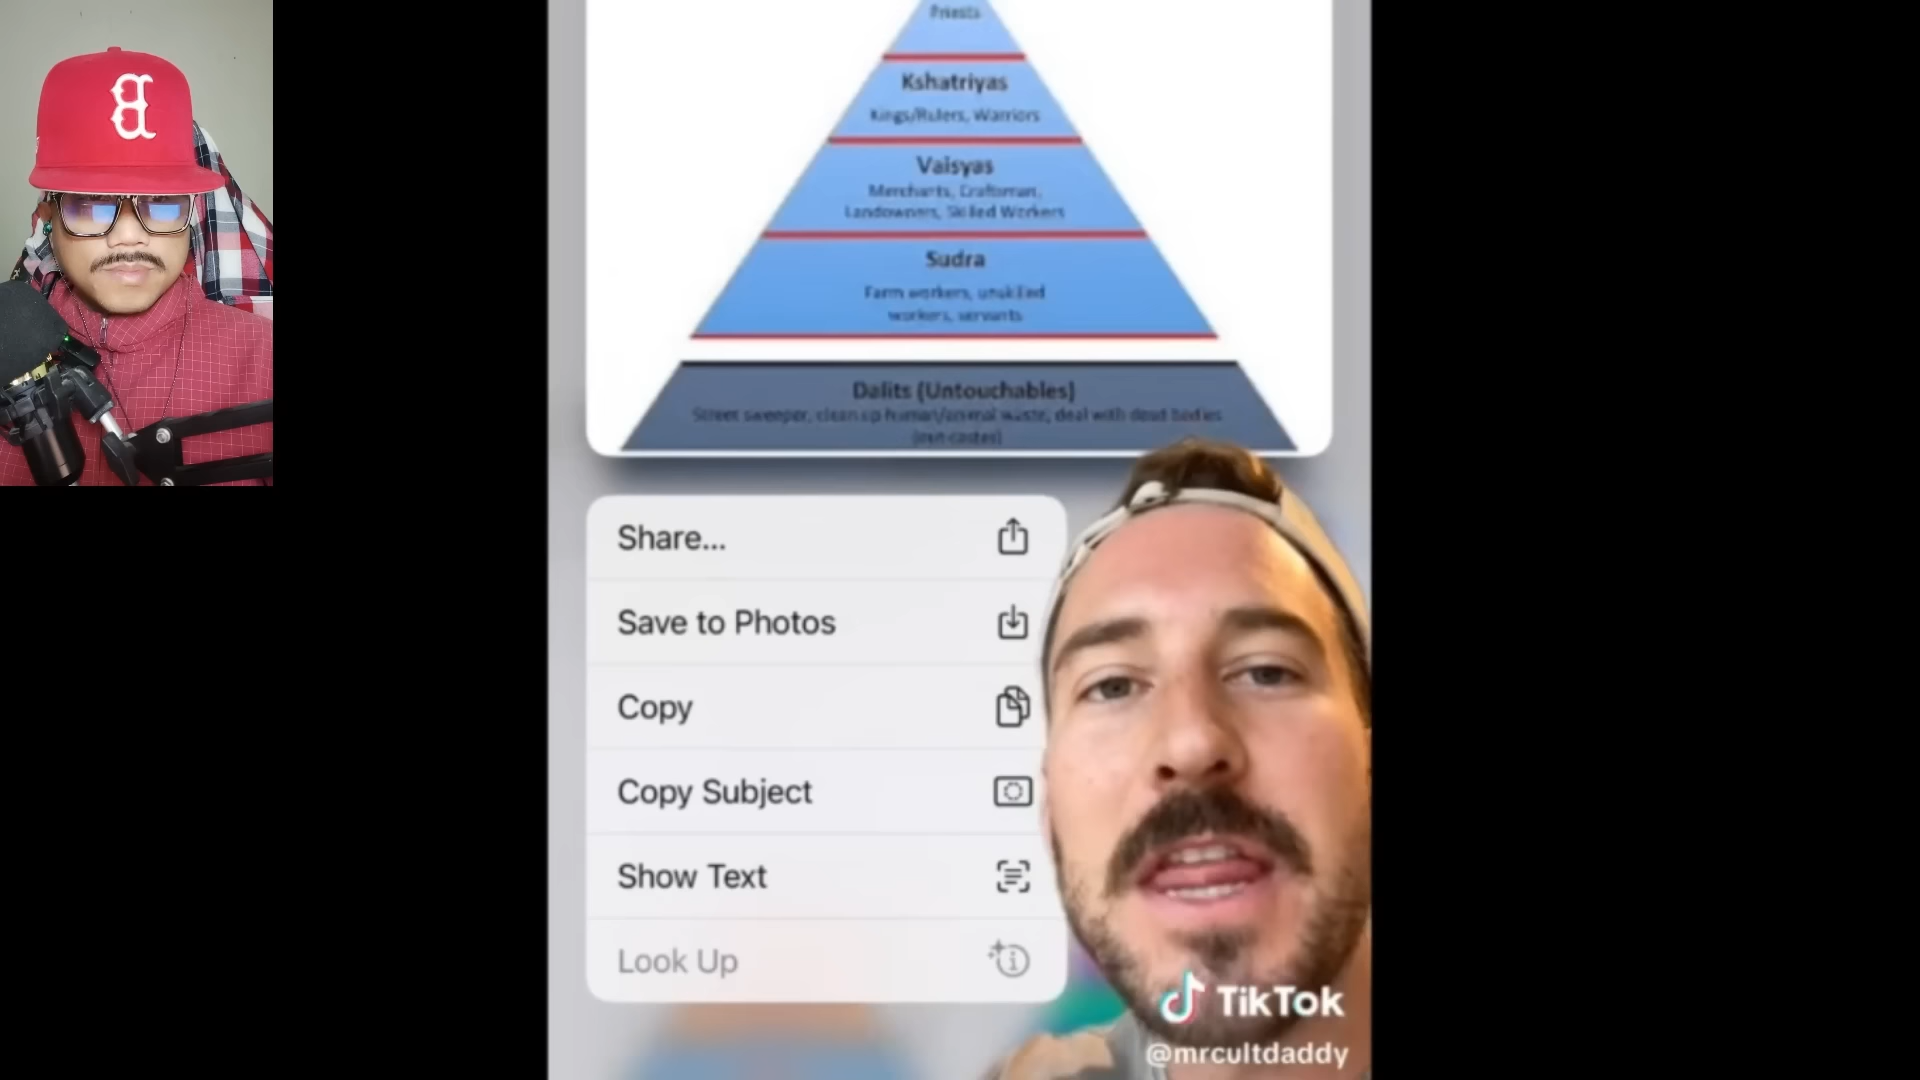 Priests
Kshatriyas
Kings/Rulers, Warriors
Vaisyas
Merchants, Craftsman,
Landowners, Skilled Workers
Sudra
Farm workers, unskilled
workers, servants
Dalits (Untouchables)
Street sweeper, clean up human/animal waste, deal with dead bodies
(out castes)
Share...
Save to Photos
Copy
Copy Subject
Show Text
Look Up
TikTok
@mrcultdaddy
B